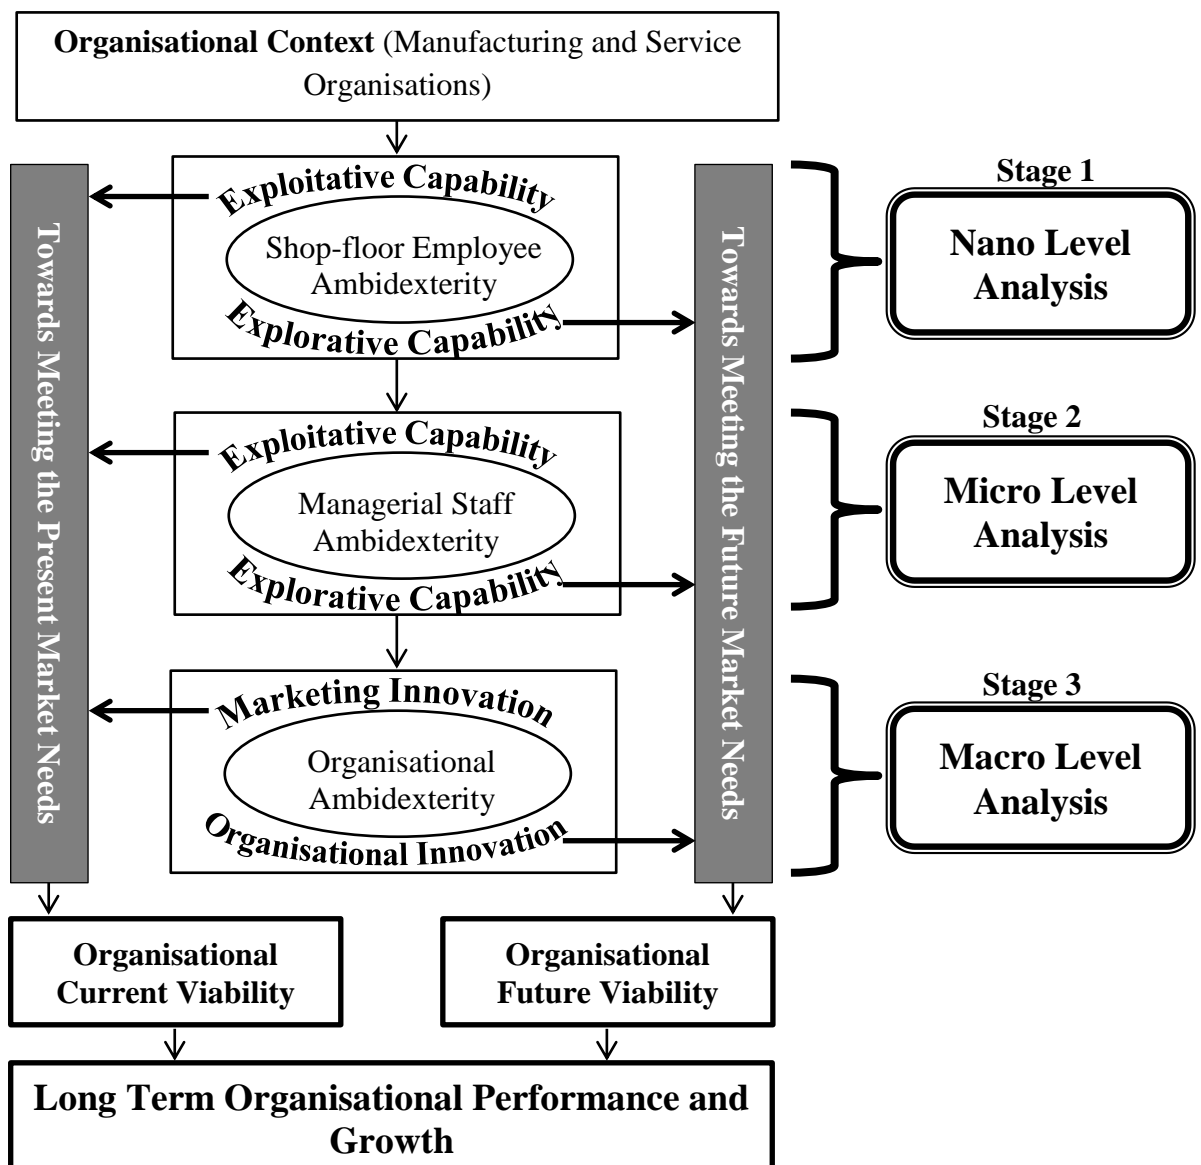 Organisational Context (Manufacturing and Service
Organisations)
Towards Meeting the Present Market Needs
Exploitative Capability
Shop-floor Employee
Ambidexterity
Explorative Capability
Exploitative Capability
Managerial Staff
Ambidexterity
Explorative Capability
Marketing Innovation
Organisational
Ambidexterity
Organisational Innovation
Towards Meeting the Future Market Needs
Stage 1
Nano Level
Analysis
Stage 2
Micro Level
Analysis
Stage 3
Macro Level
Analysis
Organisational
Current Viability
Organisational
Future Viability
Long Term Organisational Performance and
Growth